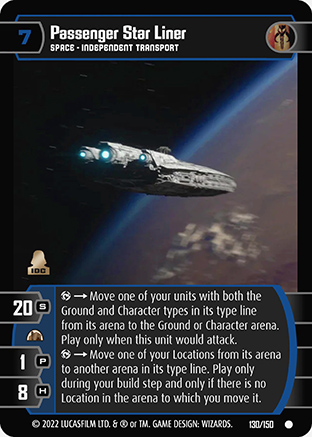 7
Passenger Star Liner
SPACE - INDEPENDENT TRANSPORT
IDC
20 S
1 P
8 H
→ Move one of your units with both the
Ground and Character types in its type line
from its arena to the Ground or Character arena.
Play only when this unit would attack.
→ Move one of your Locations from its arena
to another arena in its type line. Play only
during your build step and only if there is no
Location in the arena to which you move it.
© 2022 LUCASFILM LTD. & ® or TM. GAME DESIGN: WIZARDS.
130/150